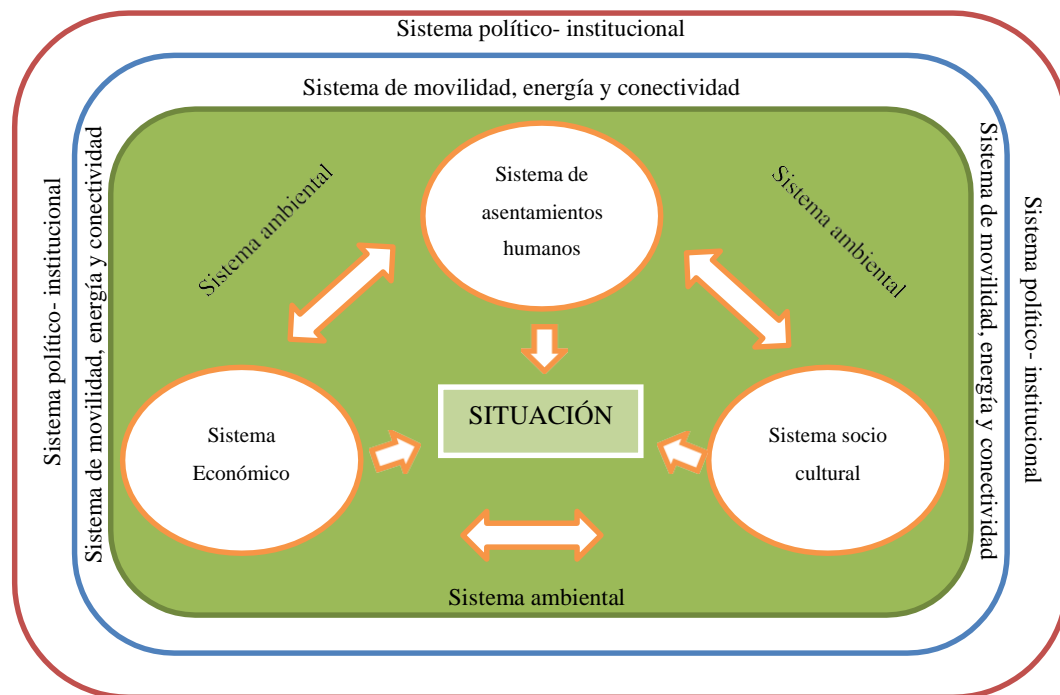 Sistema político- institucional
Sistema de movilidad, energía y conectividad
Sistema político- institucional
Sistema de movilidad, energía y conectividad
Sistema ambiental
Sistema de
asentamientos
humanos
Sistema ambiental
Sistema de movilidad, energía y conectividad
Sistema político- institucional
SITUACIÓN
Sistema
Económico
Sistema socio
cultural
Sistema ambiental